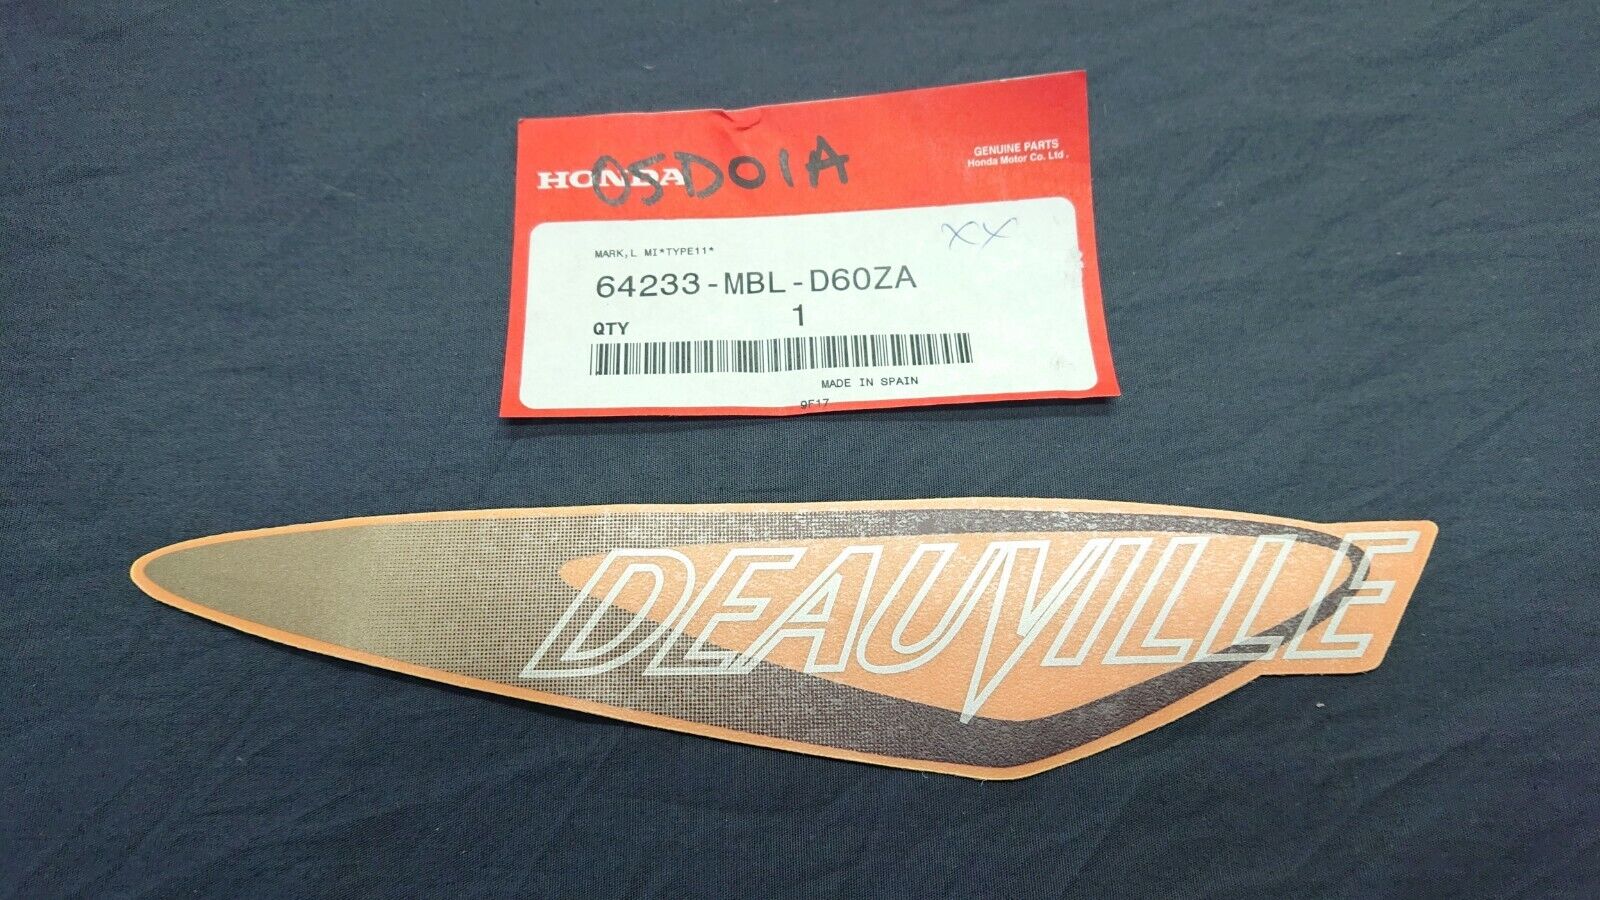 HONDA
05D01A
GENUINE PARTS
Honda Motor Co. Ltd.
XX
MARK,L MI*TYPE11*
64233-MBL-D60ZA
QTY 1
MADE IN SPAIN
9F17
DEAUVILLE